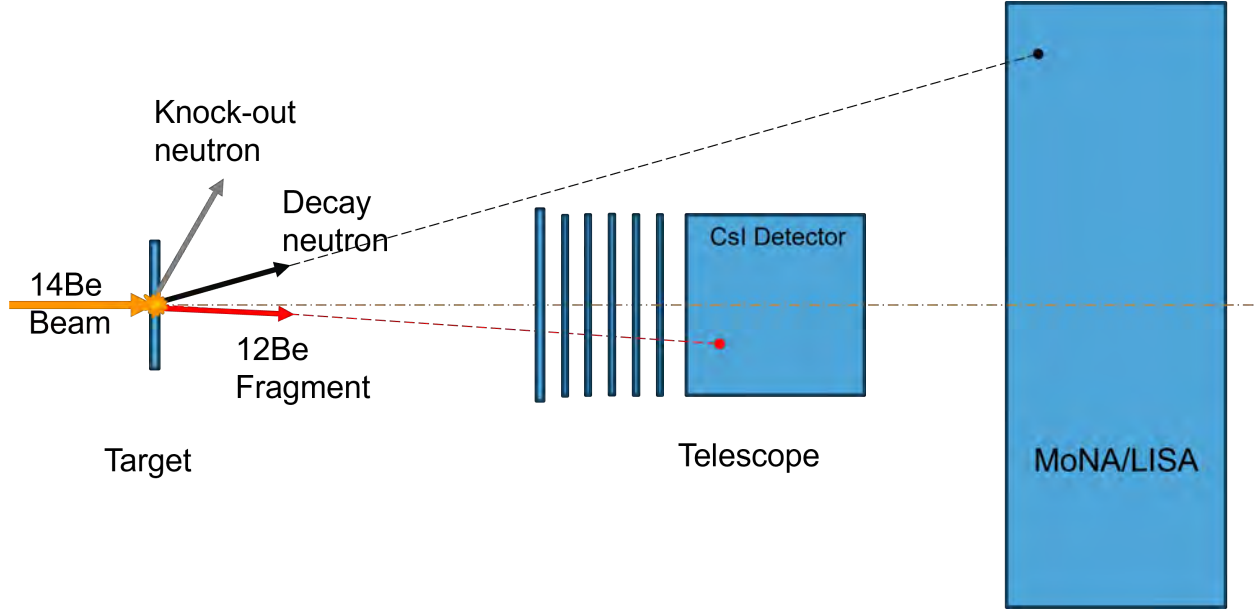 Knock-out
neutron
Decay
neutron
14Be
Beam
12Be
Fragment
CsI Detector
Target
Telescope
MoNA/LISA